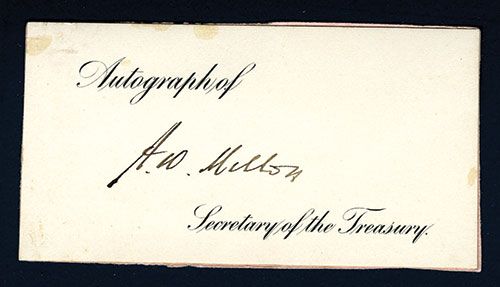 Autograph of
A.W. Mellon
Secretary of the Treasury.